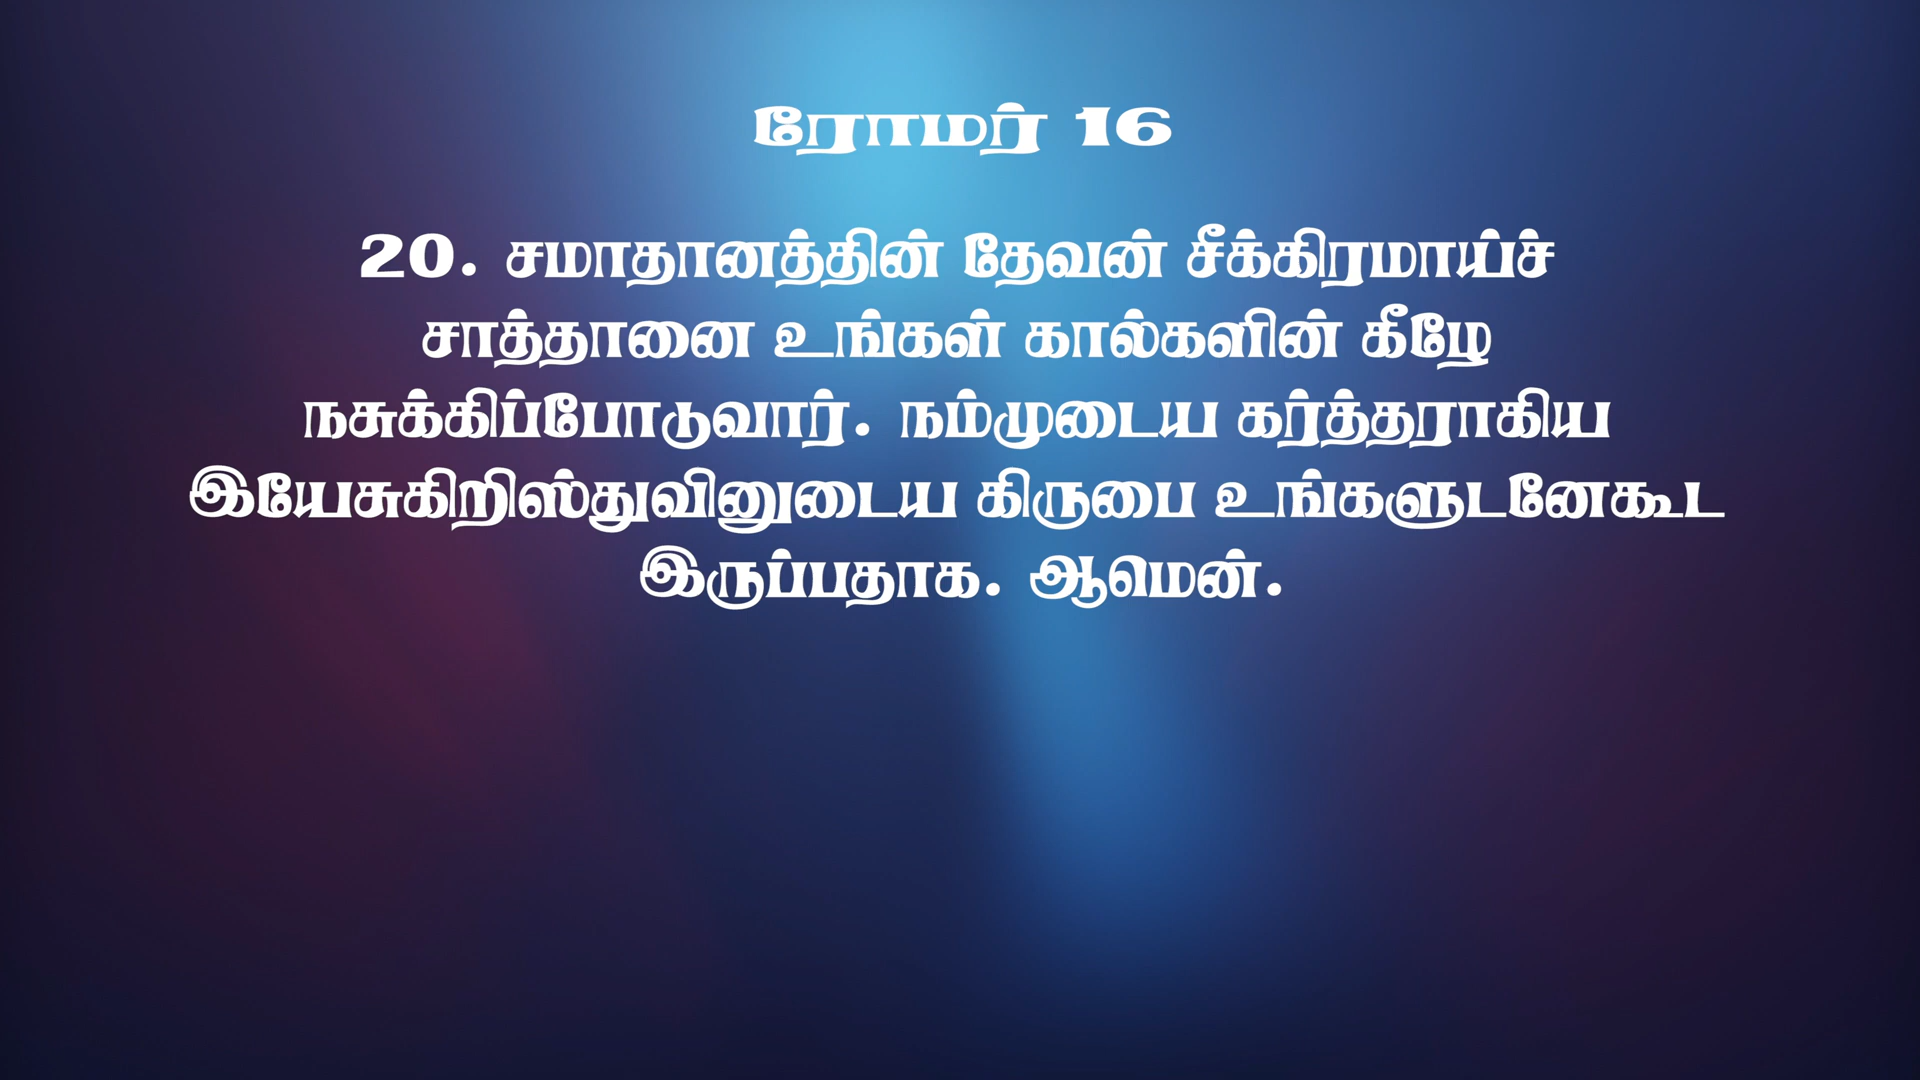 ரோமர் 16
20. சமாதானத்தின் தேவன் சீக்கிரமாய்ச்
சாத்தானை உங்கள் கால்களின் கீழே
நசுக்கிப்போடுவார். நம்முடைய கர்த்தராகிய
இயேசுகிறிஸ்துவினுடைய கிருபை உங்களுடனேகூட
இருப்பதாக. ஆமென்.